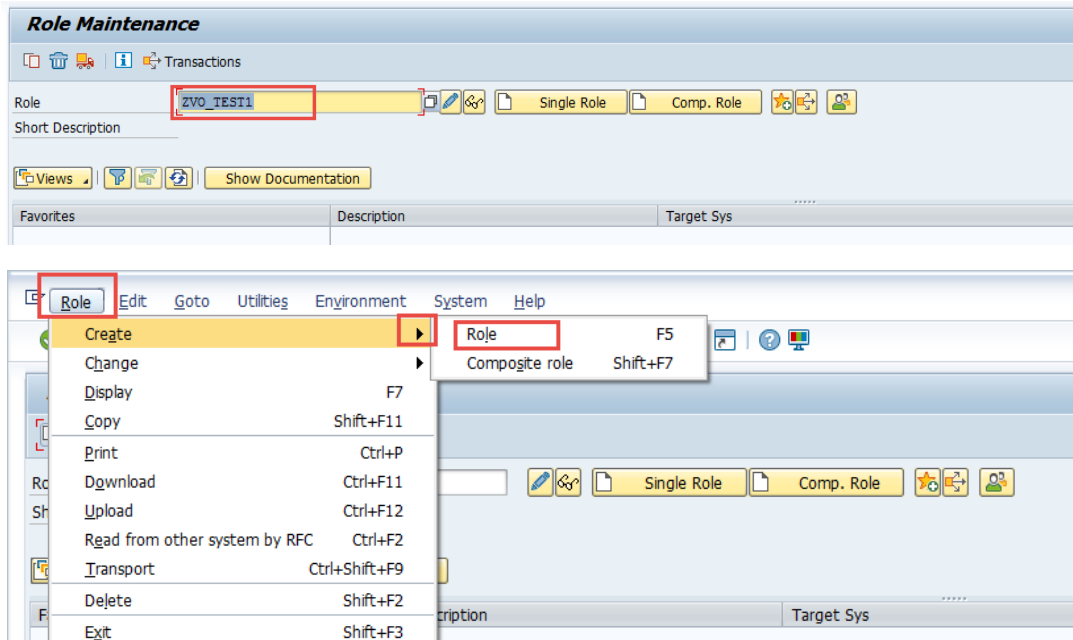 Role Maintenance
Transactions
Role ZVO_TEST1 Single Role Comp. Role
Short Description
Views Show Documentation
Favorites Description Target Sys
Role Edit Goto Utilities Environment System Help
Create Role F5
Change Composite role Shift+F7
Display F7
Copy Shift+F11
Print Ctrl+P
Download Ctrl+F11 Single Role Comp. Role
Upload Ctrl+F12
Read from other system by RFC Ctrl+F2
Transport Ctrl+Shift+F9
Delete Shift+F2
cription Target Sys
Exit Shift+F3